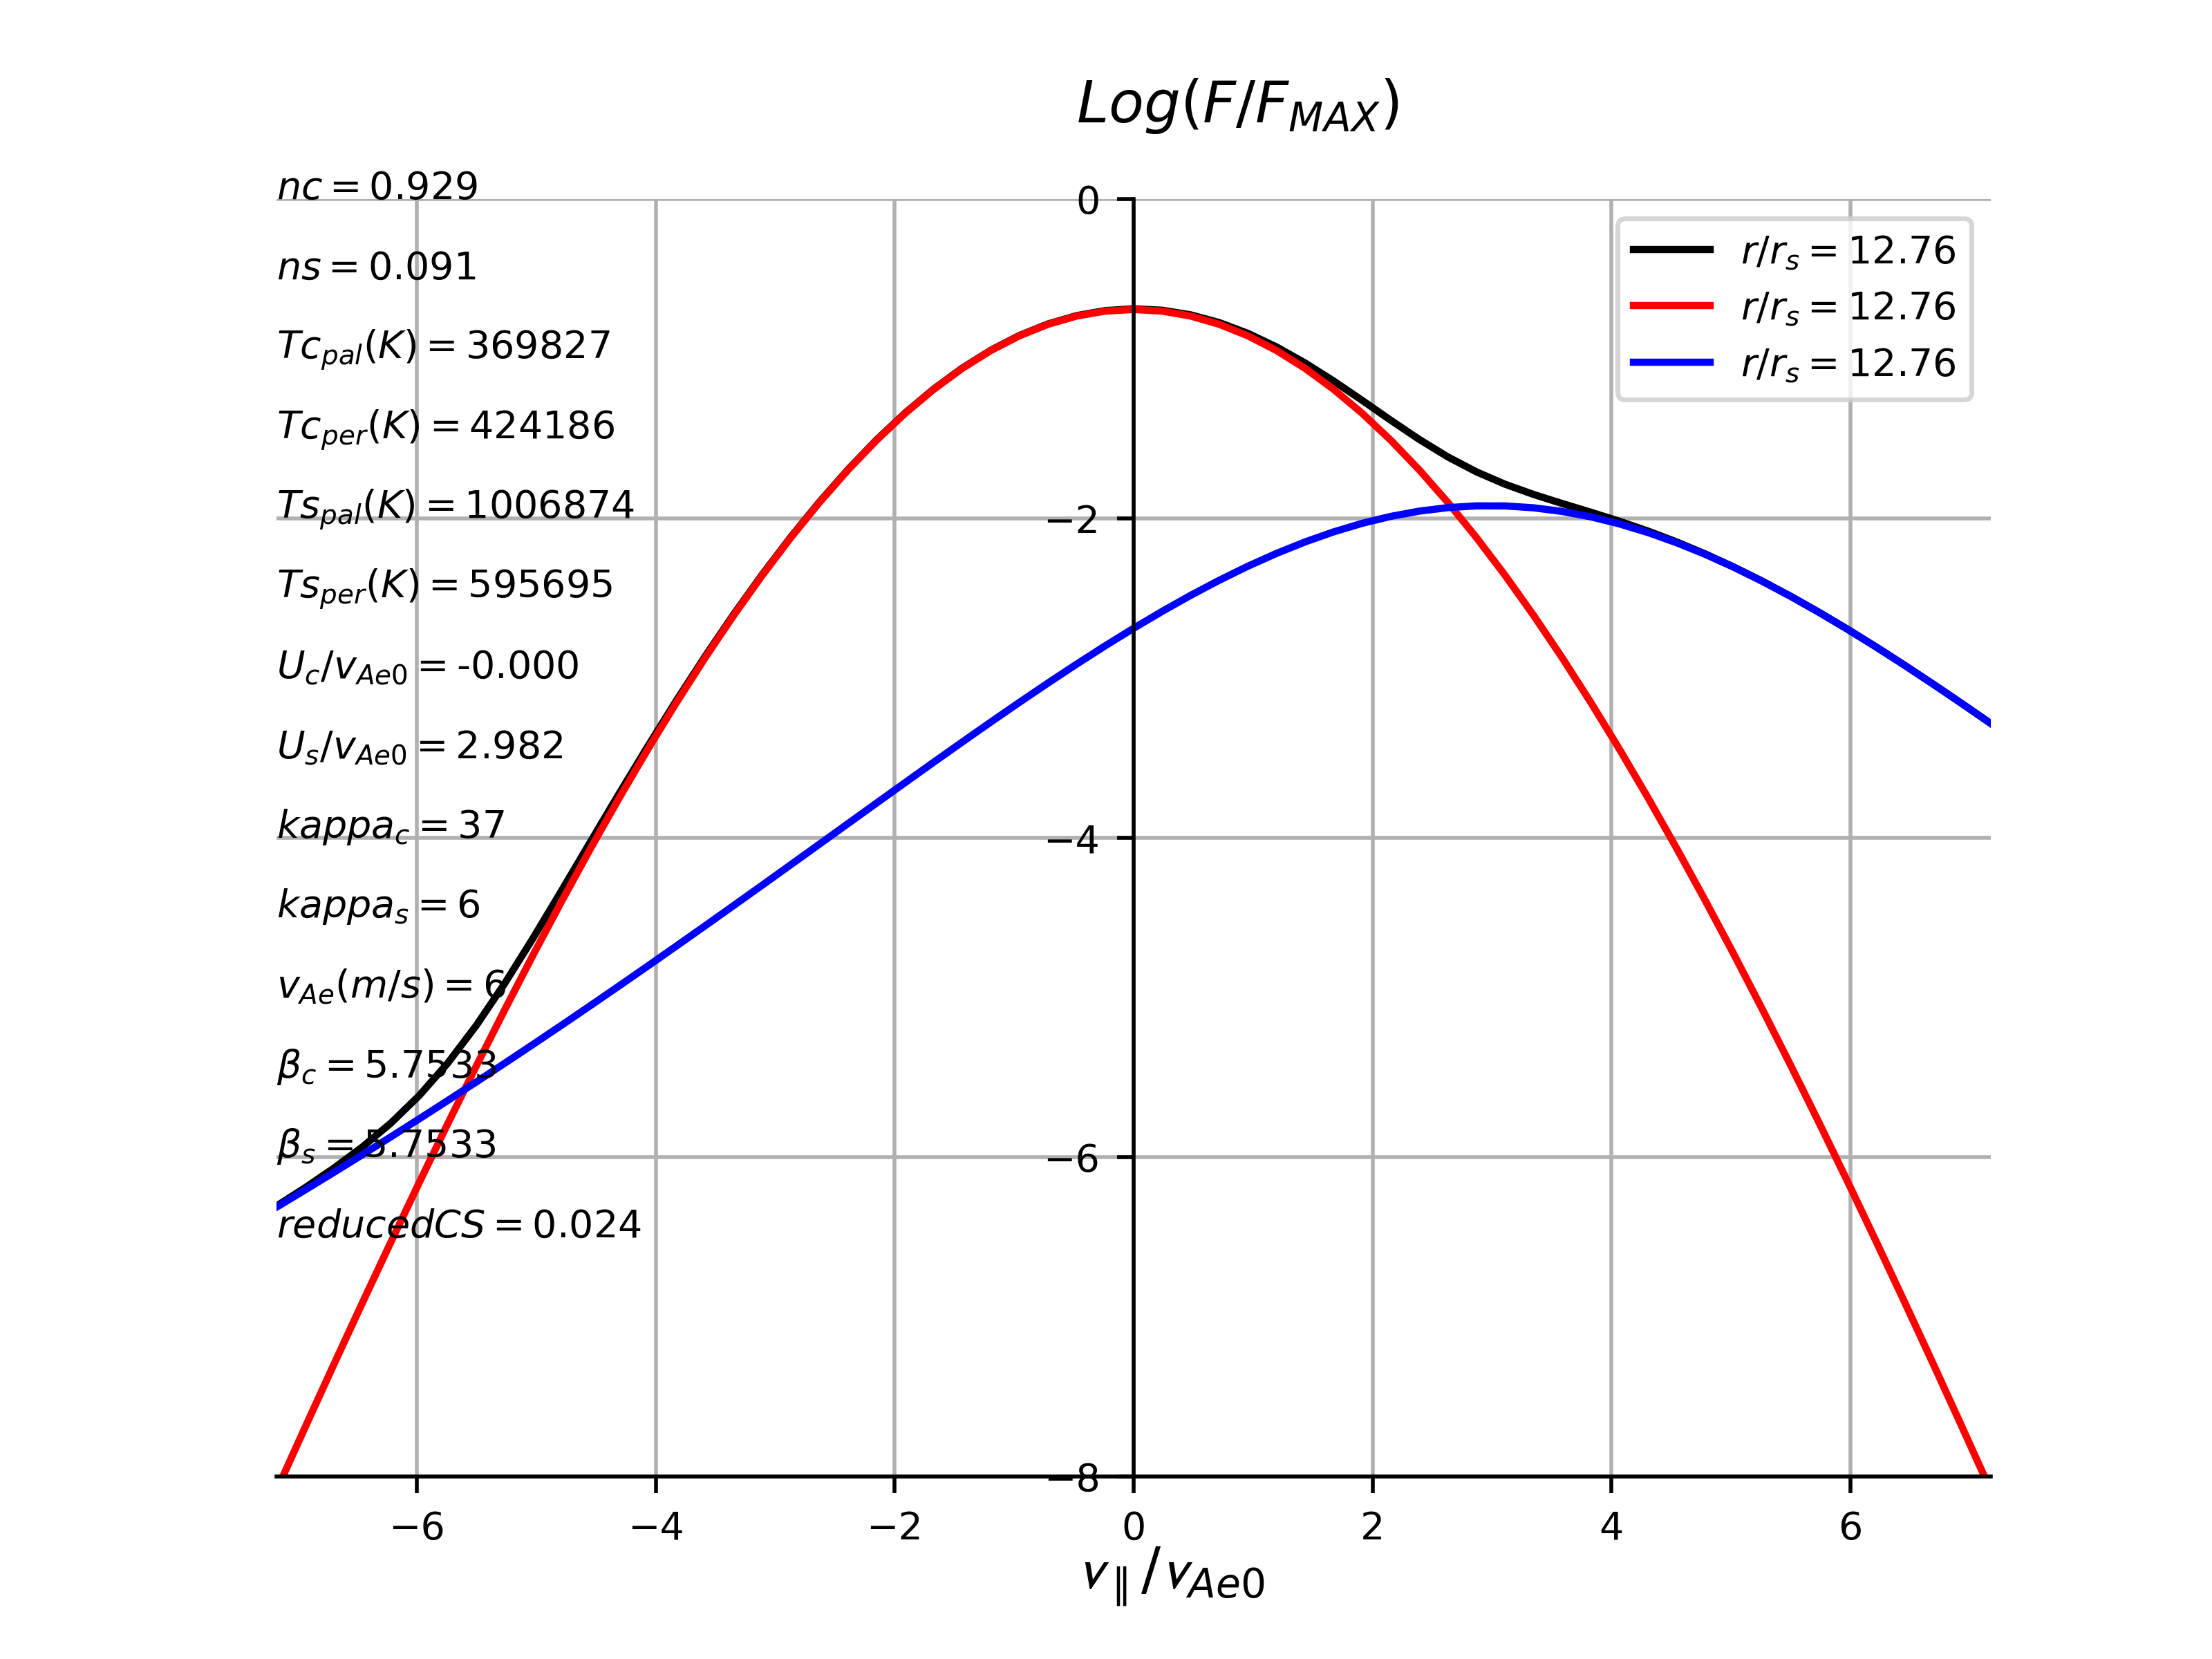 Log(F/F_MAX)
nc = 0.929
ns = 0.091
Tc_pal(K) = 369827
Tc_per(K) = 424186
Ts_pal(K) = 1006874
Ts_per(K) = 595695
U_c/v_Ae0 = -0.000
U_s/v_Ae0 = 2.982
kappa_c = 37
kappa_s = 6
v_Ae(m/s) = 6
β_c = 5.7533
β_s = 5.7533
reducedCS = 0.024
0
−2
−4
−6
−8
r/r_s = 12.76
r/r_s = 12.76
r/r_s = 12.76
−6 −4 −2 0 2 4 6
v_∥/v_Ae0